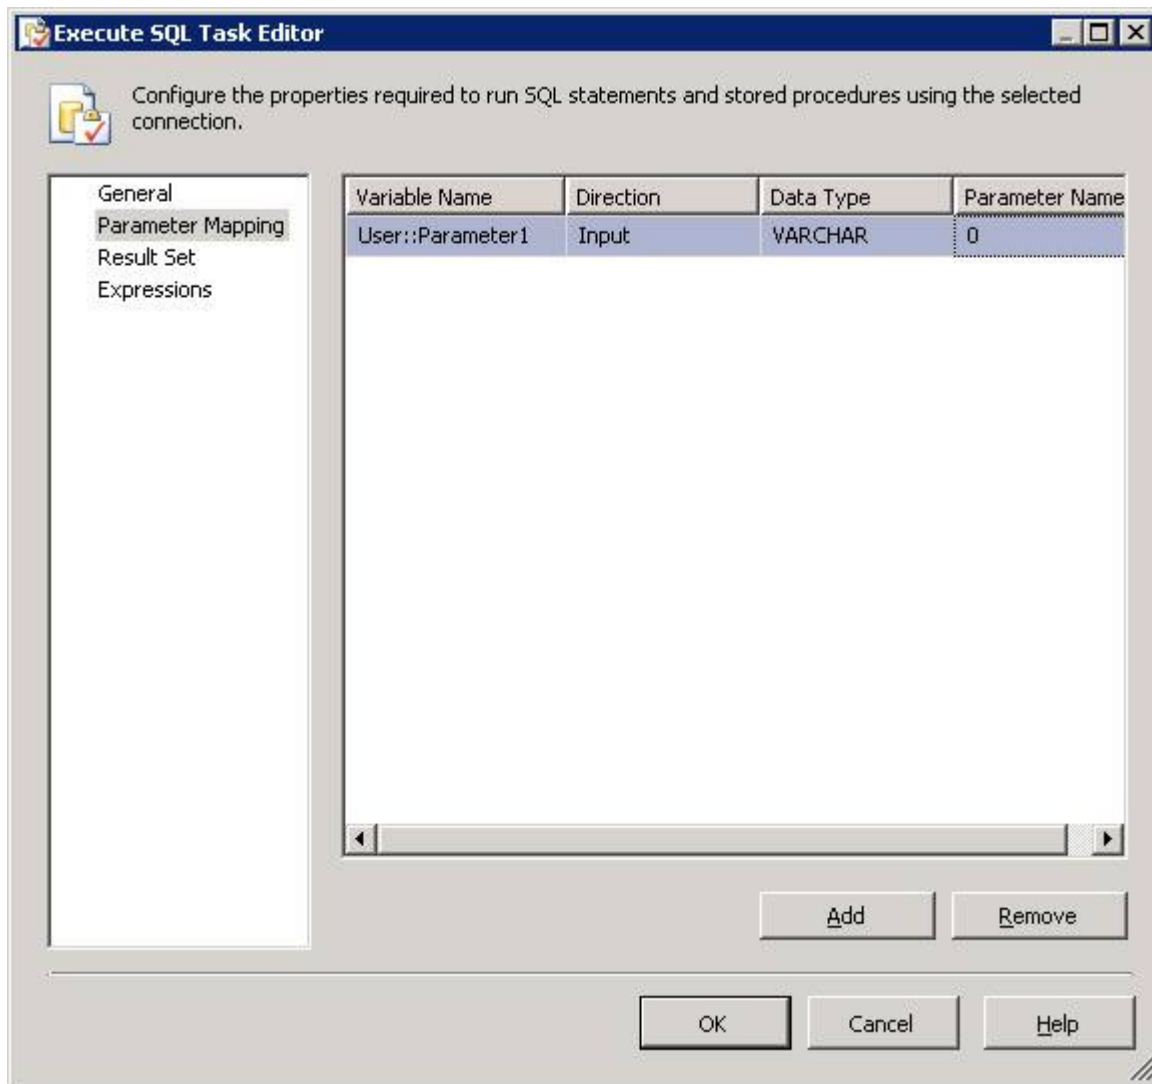 Execute SQL Task Editor
Configure the properties required to run SQL statements and stored procedures using the selected
connection.
General
Parameter Mapping
Result Set
Expressions
Variable Name Direction Data Type Parameter Name
User::Parameter1 Input VARCHAR 0
Add Remove
OK Cancel Help